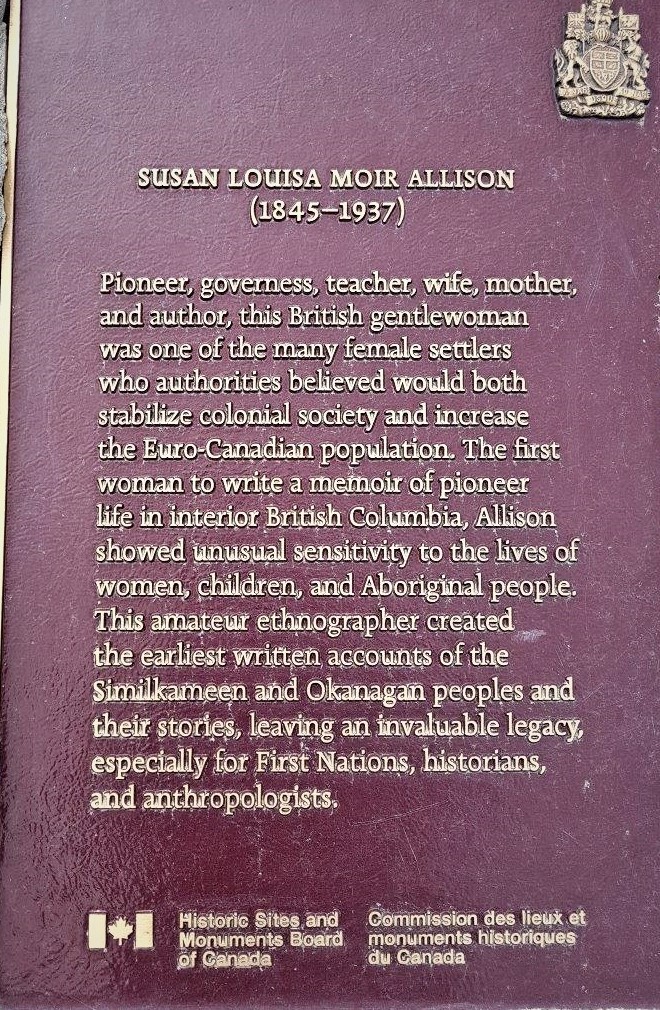 SUSAN LOUISA MOIR ALLISON
(1845–1937)
Pioneer, governess, teacher, wife, mother,
and author, this British gentlewoman
was one of the many female settlers
who authorities believed would both
stabilize colonial society and increase
the Euro-Canadian population. The first
woman to write a memoir of pioneer
life in interior British Columbia, Allison
showed unusual sensitivity to the lives of
women, children, and Aboriginal people.
This amateur ethnographer created
the earliest written accounts of the
Similkameen and Okanagan peoples and
their stories, leaving an invaluable legacy,
especially for First Nations, historians,
and anthropologists.
Historic Sites and
Monuments Board
of Canada
Commission des lieux et
monuments historiques
du Canada